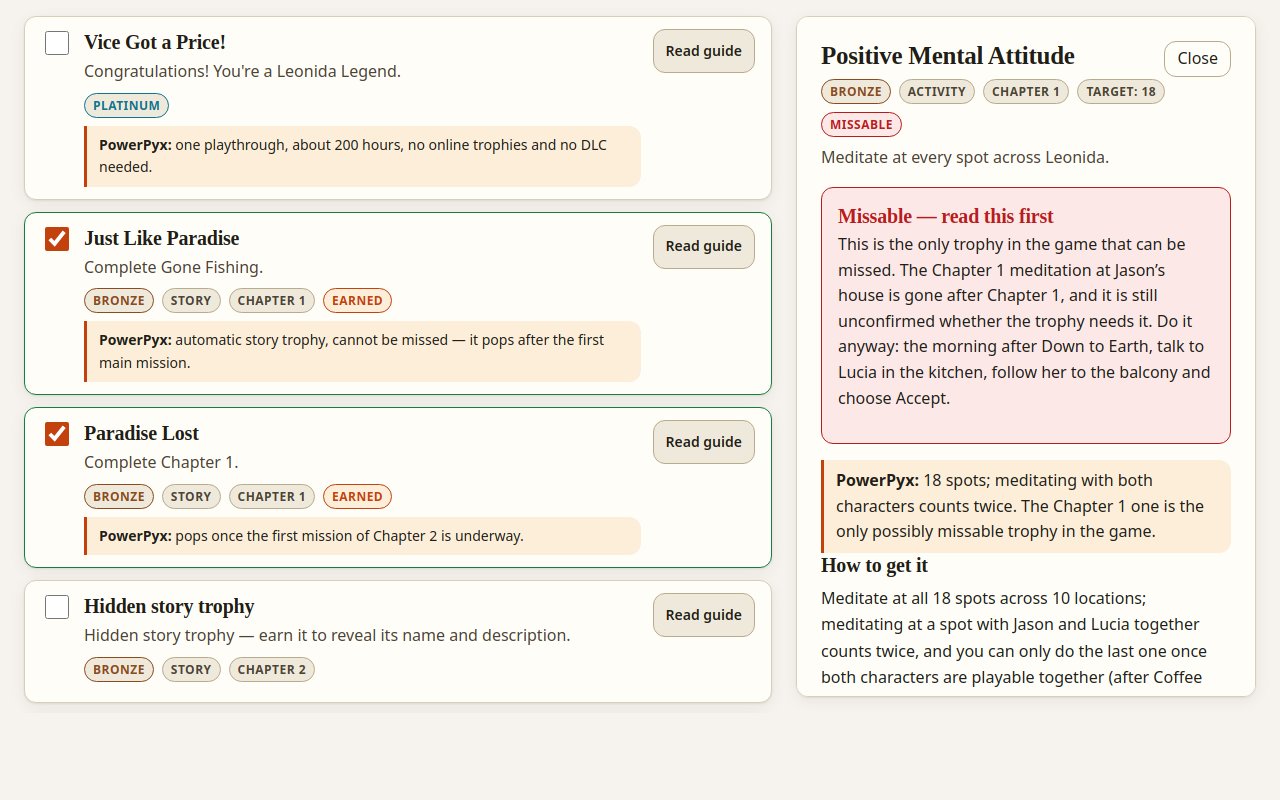 Vice Got a Price!
Read guide
Congratulations! You're a Leonida Legend.
PLATINUM
PowerPyx: one playthrough, about 200 hours, no online trophies and no DLC
needed.
Just Like Paradise
Read guide
Complete Gone Fishing.
BRONZE STORY CHAPTER 1 EARNED
PowerPyx: automatic story trophy, cannot be missed — it pops after the first
main mission.
Paradise Lost
Read guide
Complete Chapter 1.
BRONZE STORY CHAPTER 1 EARNED
PowerPyx: pops once the first mission of Chapter 2 is underway.
Hidden story trophy
Read guide
Hidden story trophy — earn it to reveal its name and description.
BRONZE STORY CHAPTER 2
Positive Mental Attitude
Close
BRONZE ACTIVITY CHAPTER 1 TARGET: 18
MISSABLE
Meditate at every spot across Leonida.
Missable — read this first
This is the only trophy in the game that can be
missed. The Chapter 1 meditation at Jason’s
house is gone after Chapter 1, and it is still
unconfirmed whether the trophy needs it. Do it
anyway: the morning after Down to Earth, talk to
Lucia in the kitchen, follow her to the balcony and
choose Accept.
PowerPyx: 18 spots; meditating with both
characters counts twice. The Chapter 1 one is the
only possibly missable trophy in the game.
How to get it
Meditate at all 18 spots across 10 locations;
meditating at a spot with Jason and Lucia together
counts twice, and you can only do the last one once
both characters are playable together (after Coffee